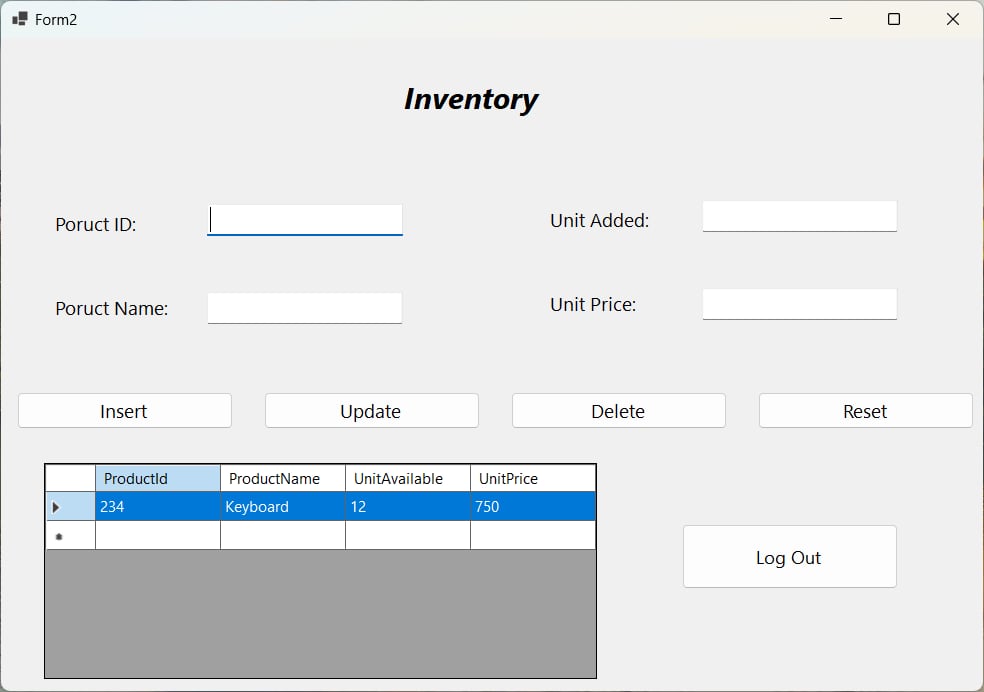 Form2
Inventory
Poruct ID:
Unit Added:
Poruct Name:
Unit Price:
Insert Update Delete Reset
ProductId ProductName UnitAvailable UnitPrice
234 Keyboard 12 750
Log Out